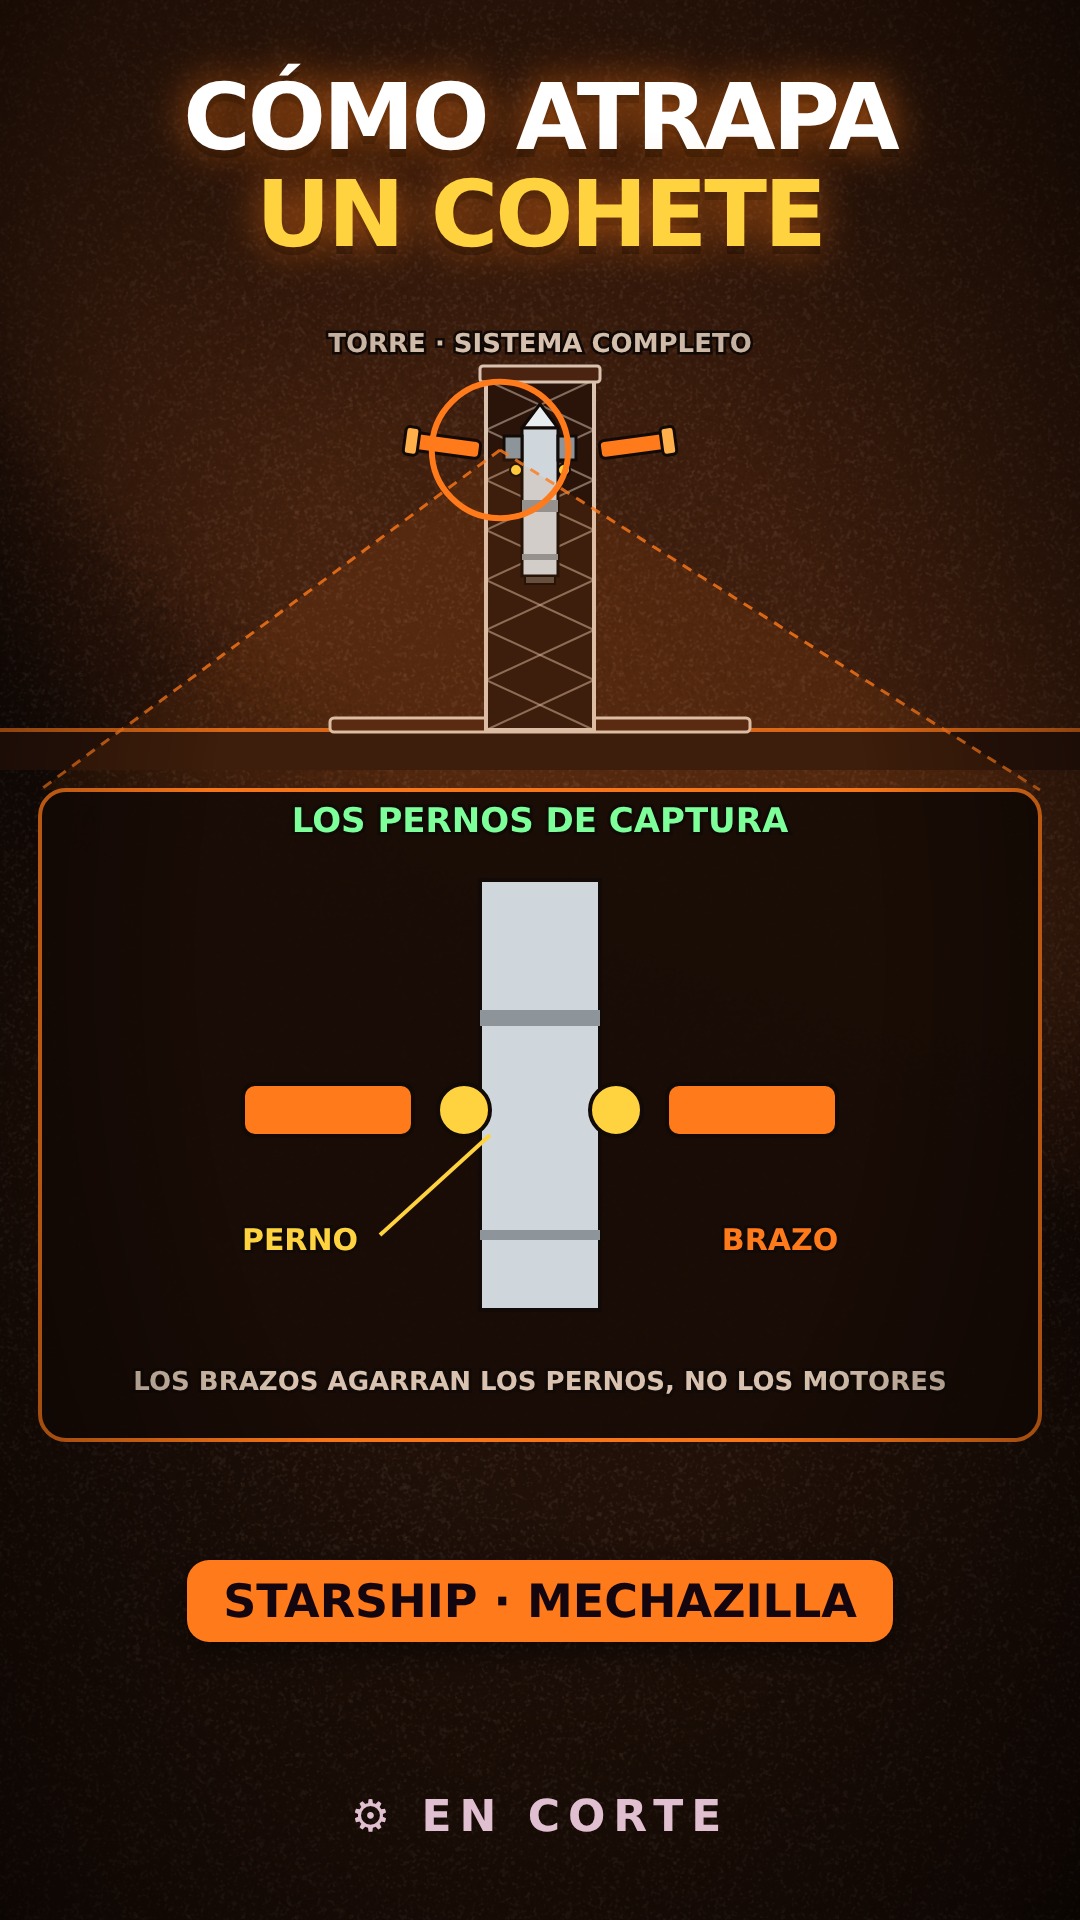 CÓMO ATRAPA
UN COHETE
TORRE · SISTEMA COMPLETO
LOS PERNOS DE CAPTURA
PERNO
BRAZO
LOS BRAZOS AGARRAN LOS PERNOS, NO LOS MOTORES
STARSHIP · MECHAZILLA
⚙ EN CORTE